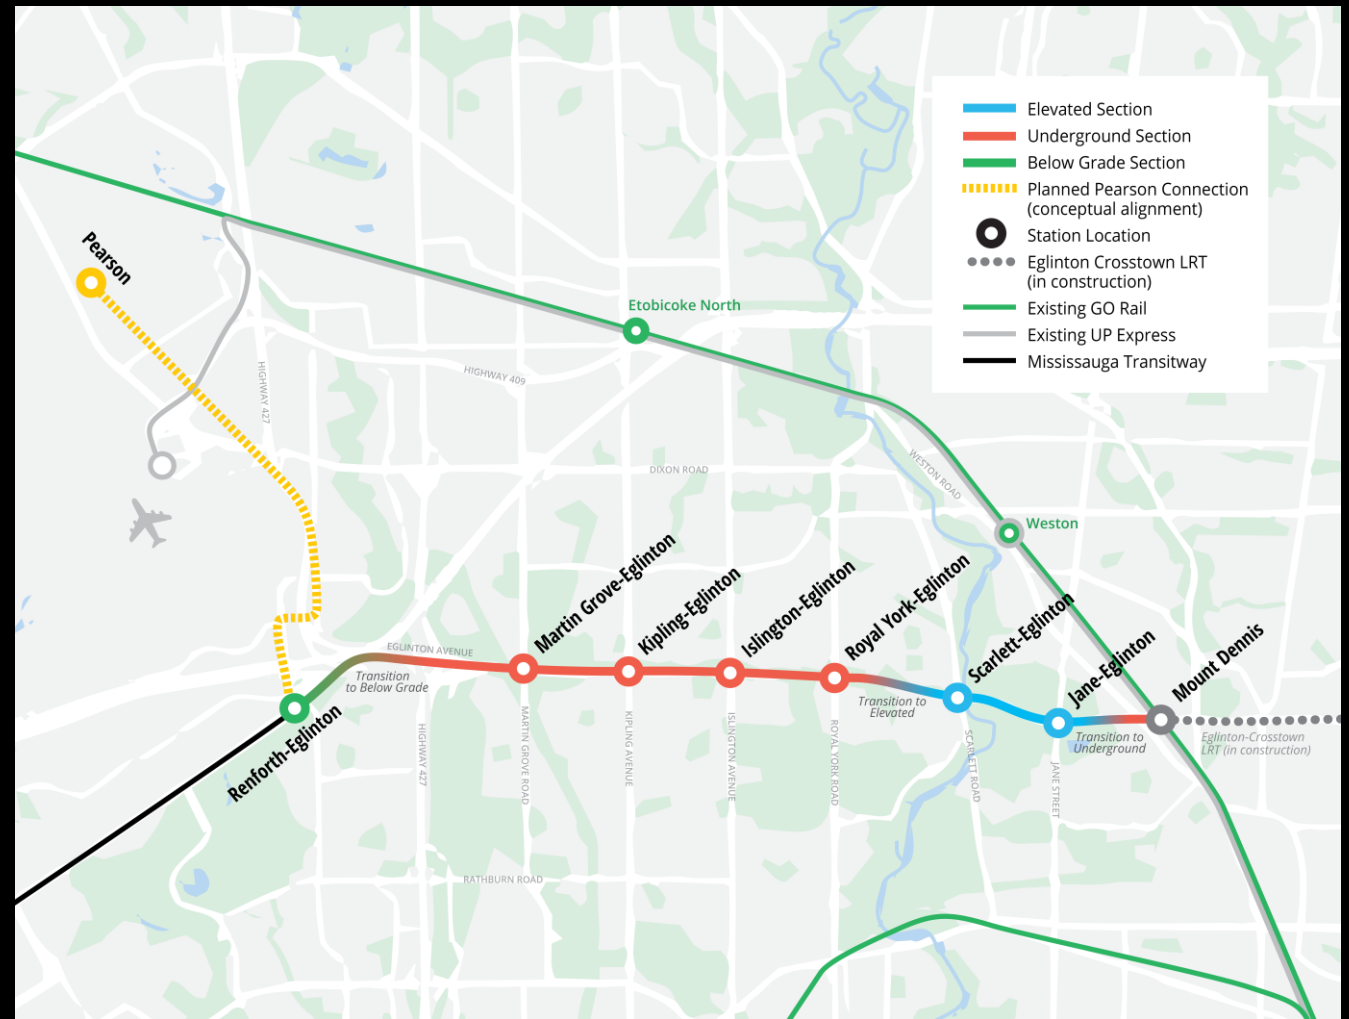 Elevated Section
Underground Section
Below Grade Section
Planned Pearson Connection
(conceptual alignment)
Station Location
Eglinton Crosstown LRT
(in construction)
Existing GO Rail
Existing UP Express
Mississauga Transitway
Pearson
Etobicoke North
HIGHWAY 427
HIGHWAY 409
DIXON ROAD
WESTON ROAD
Weston
Martin Grove-Eglinton
Kipling-Eglinton
Islington-Eglinton
Royal York-Eglinton
Scarlett-Eglinton
Jane-Eglinton
Mount Dennis
EGLINTON AVENUE
Transition
to Below Grade
Renforth-Eglinton
Transition to
Elevated
Transition to
Underground
Eglinton-Crosstown
LRT (in construction)
HIGHWAY 427
MARTIN GROVE ROAD
KIPLING AVENUE
ISLINGTON AVENUE
ROYAL YORK ROAD
SCARLETT ROAD
JANE STREET
RATHBURN ROAD